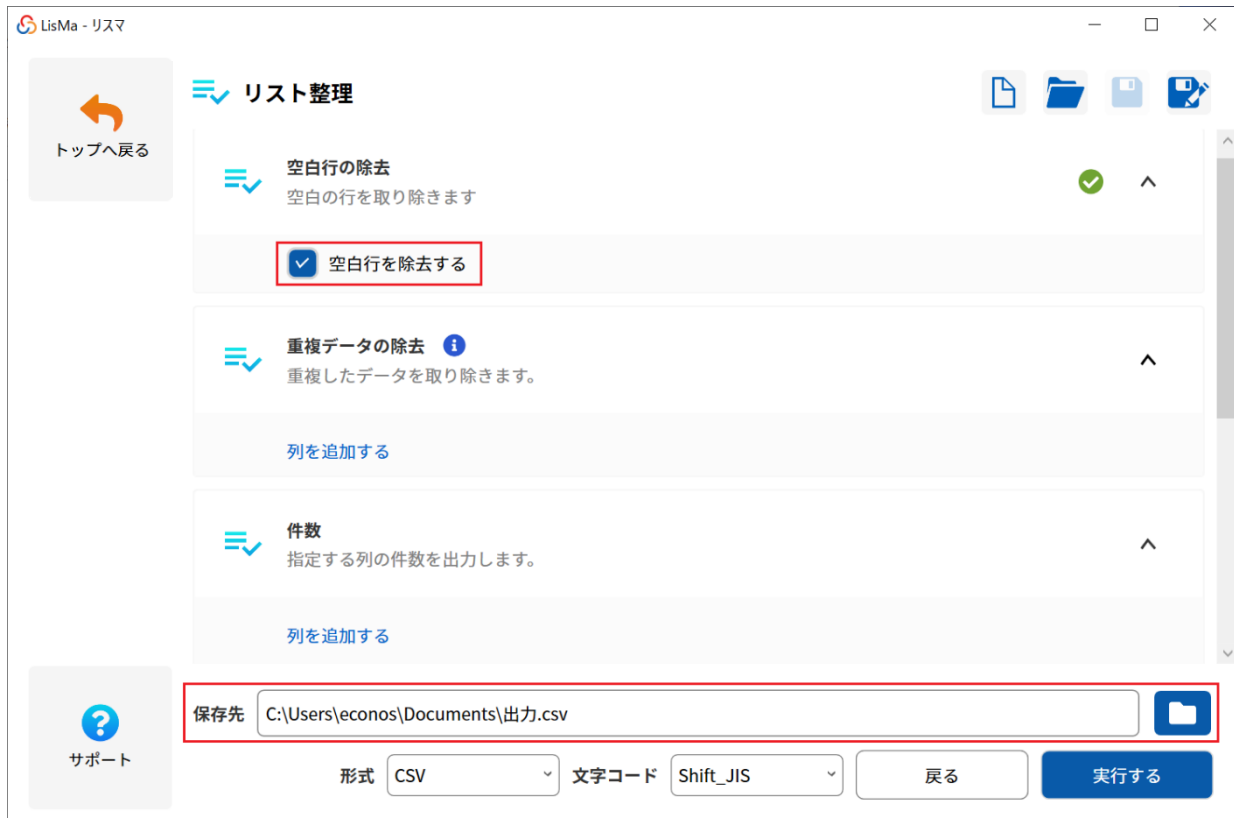 LisMa - リスマ
トップへ戻る
リスト整理
空白行の除去
空白の行を取り除きます
空白行を除去する
重複データの除去
重複したデータを取り除きます。
列を追加する
件数
指定する列の件数を出力します。
列を追加する
サポート
保存先 C:\Users\econos\Documents\出力.csv
形式 CSV 文字コード Shift_JIS 戻る 実行する